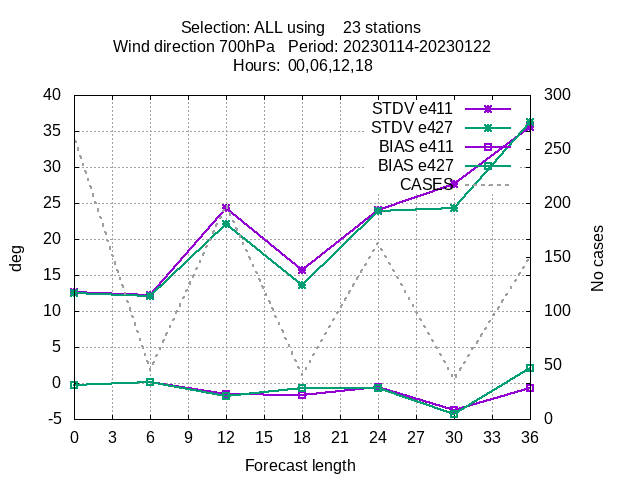 Selection: ALL using    23 stations
Wind direction 700hPa   Period: 20230114-20230122
Hours:  00,06,12,18
40 300
STDV e411
STDV e427
35 250
BIAS e411
BIAS e427
30
CASES
25 200
20
15 150
10 100
5 50
0
-5 0
deg
No cases
0 3 6 9 12 15 18 21 24 27 30 33 36
Forecast length